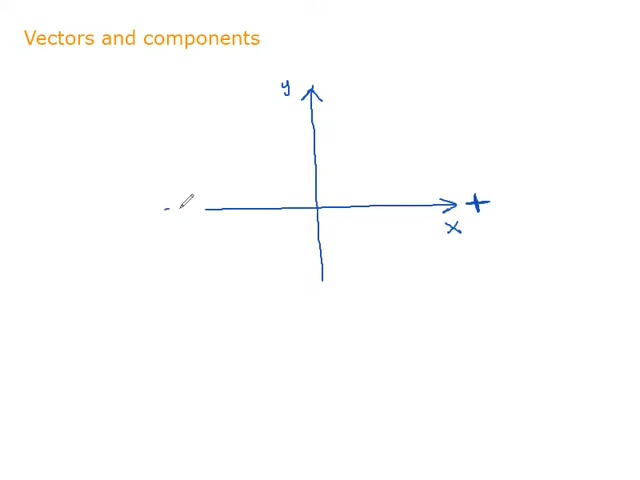 Vectors and components
y
- +
x